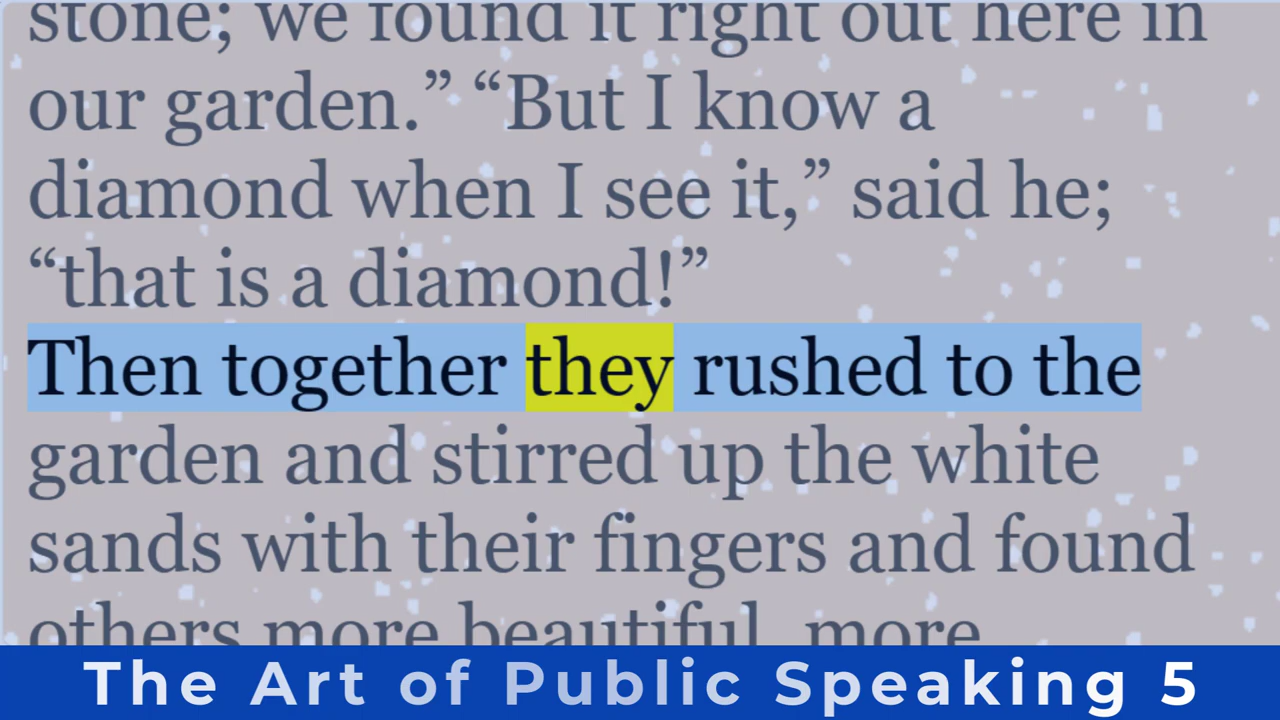 stone; we found it right out here in
our garden.” “But I know a
diamond when I see it,” said he;
“that is a diamond!”
Then together they rushed to the
garden and stirred up the white
sands with their fingers and found
others more beautiful, more
The Art of Public Speaking 5